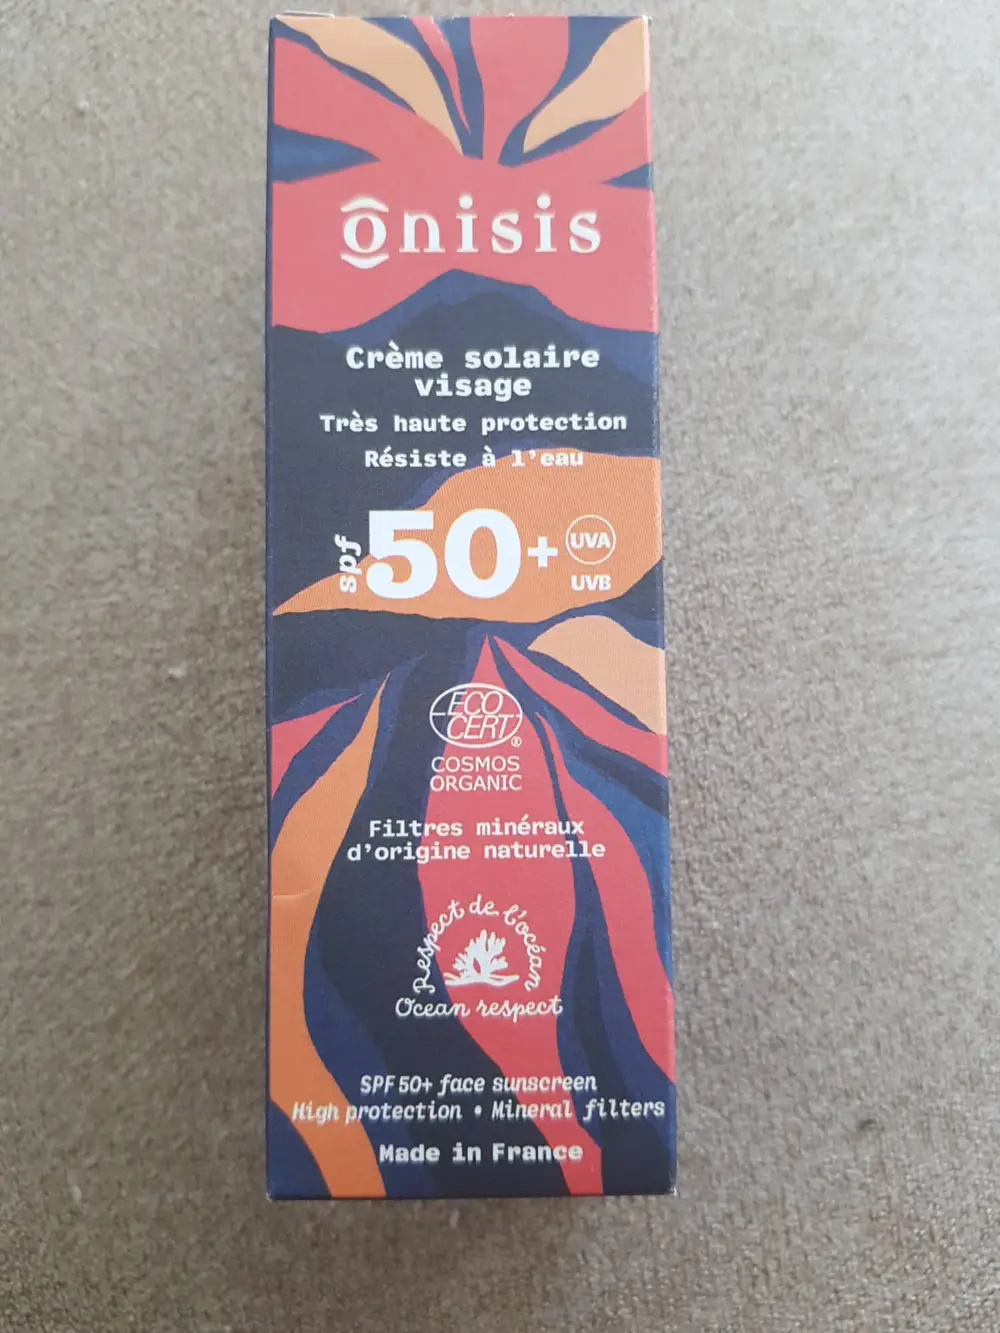 ônisis
Crème solaire
visage
Très haute protection
Résiste à l'eau
spf 50+ UVA
UVB
ECO
CERT®
COSMOS
ORGANIC
Filtres minéraux
d'origine naturelle
Respect de l'océan
Ocean respect
SPF 50+ face sunscreen
High protection • Mineral filters
Made in France